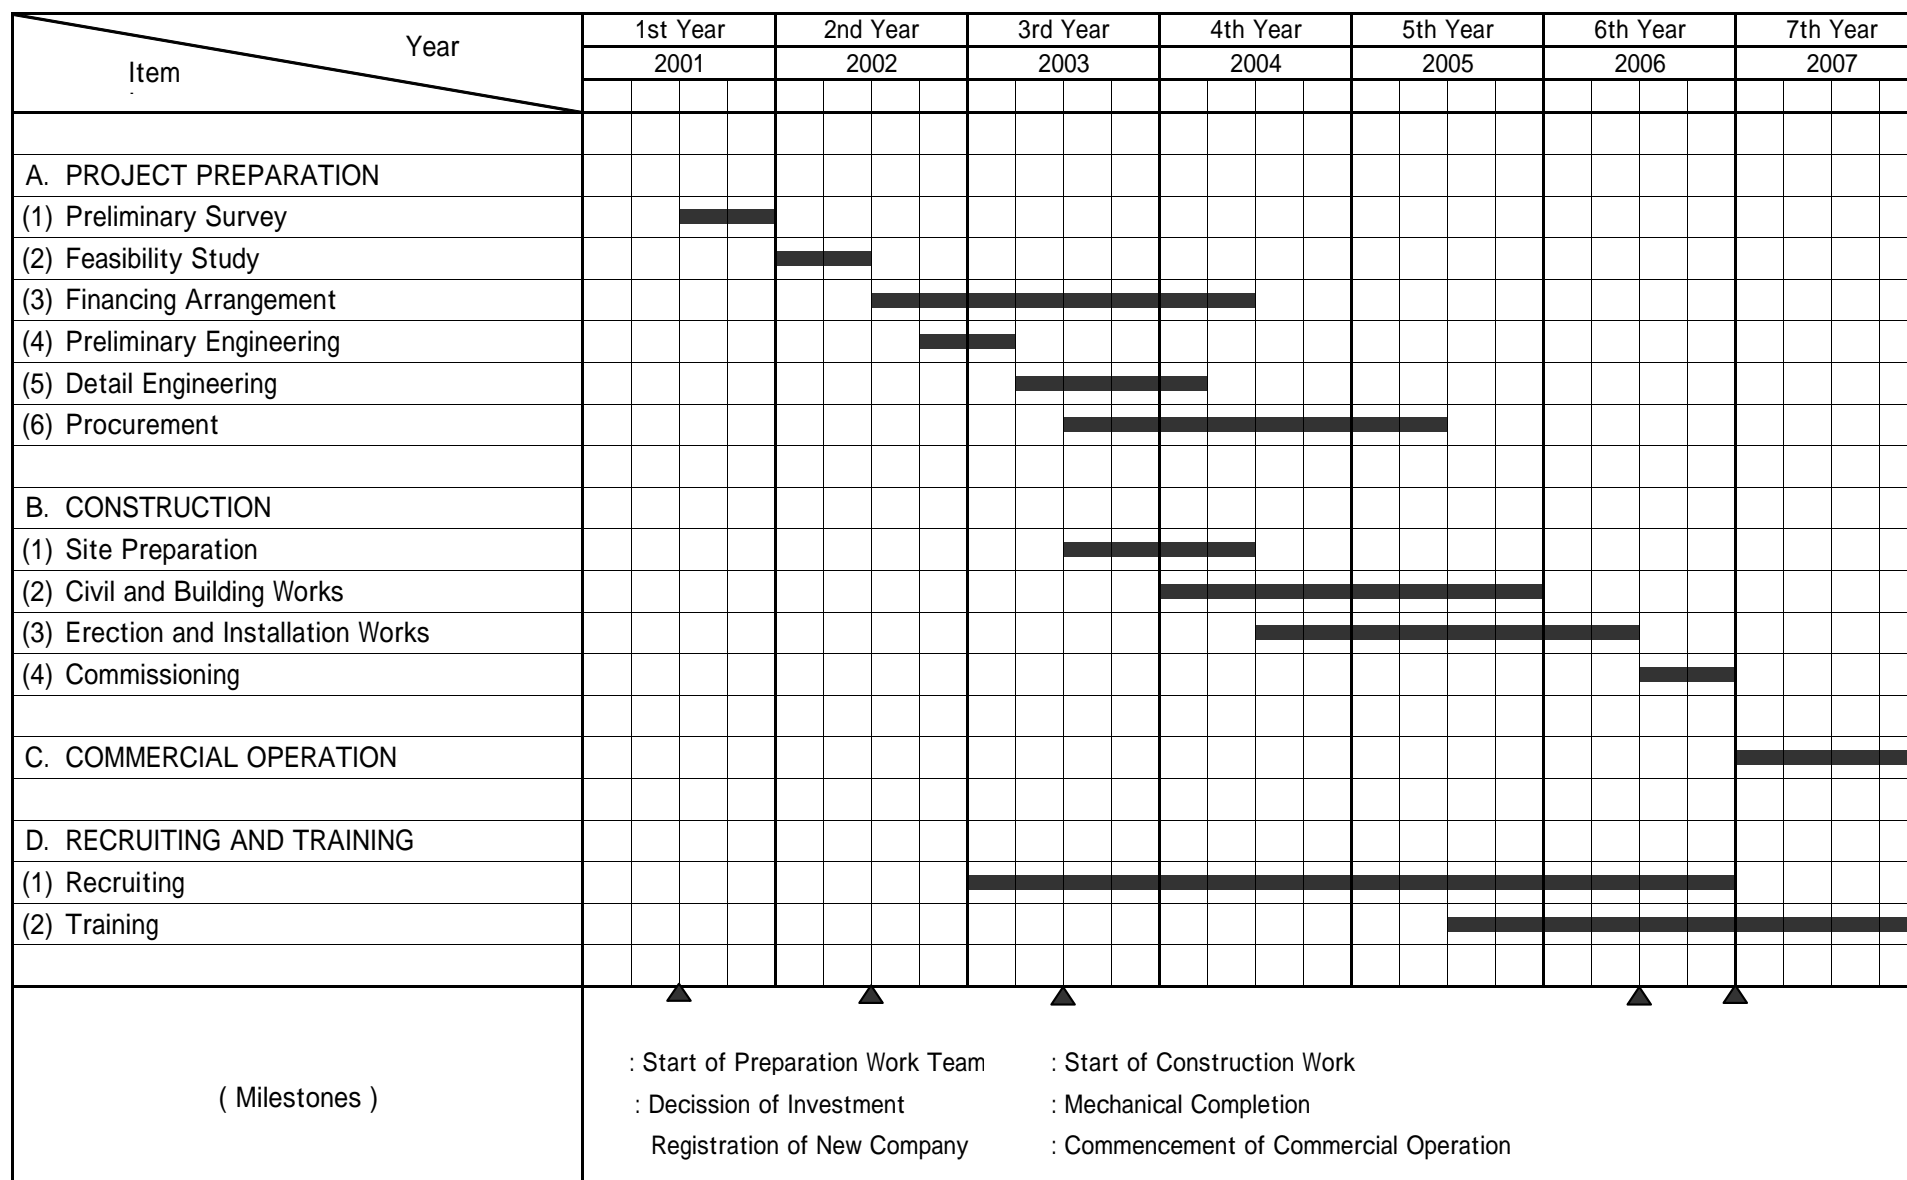 Year
Item
1st Year 2nd Year 3rd Year 4th Year 5th Year 6th Year 7th Year
2001 2002 2003 2004 2005 2006 2007
A. PROJECT PREPARATION
(1) Preliminary Survey
(2) Feasibility Study
(3) Financing Arrangement
(4) Preliminary Engineering
(5) Detail Engineering
(6) Procurement
B. CONSTRUCTION
(1) Site Preparation
(2) Civil and Building Works
(3) Erection and Installation Works
(4) Commissioning
C. COMMERCIAL OPERATION
D. RECRUITING AND TRAINING
(1) Recruiting
(2) Training
( Milestones )
: Start of Preparation Work Team : Start of Construction Work
: Decission of Investment : Mechanical Completion
Registration of New Company : Commencement of Commercial Operation